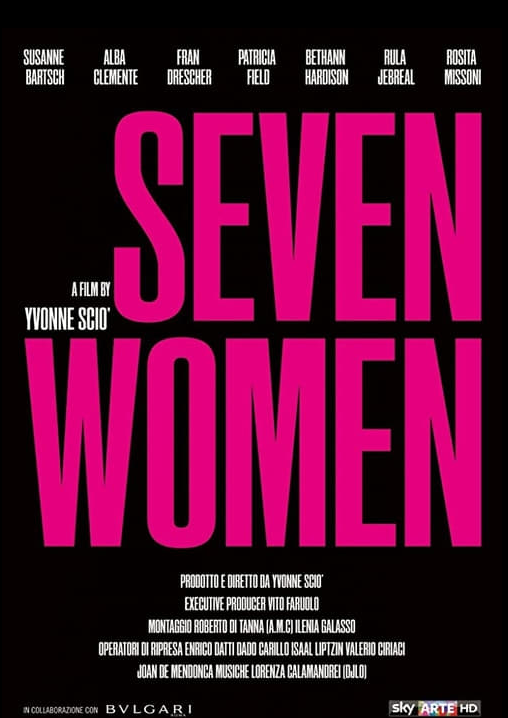 SUSANNE ALBA FRAN PATRICIA BETHANN RULA ROSITA
BARTSCH CLEMENTE DRESCHER FIELD HARDISON JEBREAL MISSONI
SEVEN
A FILM BY
YVONNE SCIO'
WOMEN
PRODOTTO E DIRETTO DA YVONNE SCIO'
EXECUTIVE PRODUCER VITO FARUOLO
MONTAGGIO ROBERTO DI TANNA (A.M.C) ILENIA GALASSO
OPERATORI DI RIPRESA ENRICO DATTI DADO CARILLO ISAAL LIPTZIN VALERIO CIRIACI
JOAN DE MENDONCA MUSICHE LORENZA CALAMANDREI (DJLO)
IN COLLABORAZIONE CON BVLGARI
ROMA
sky ARTE HD